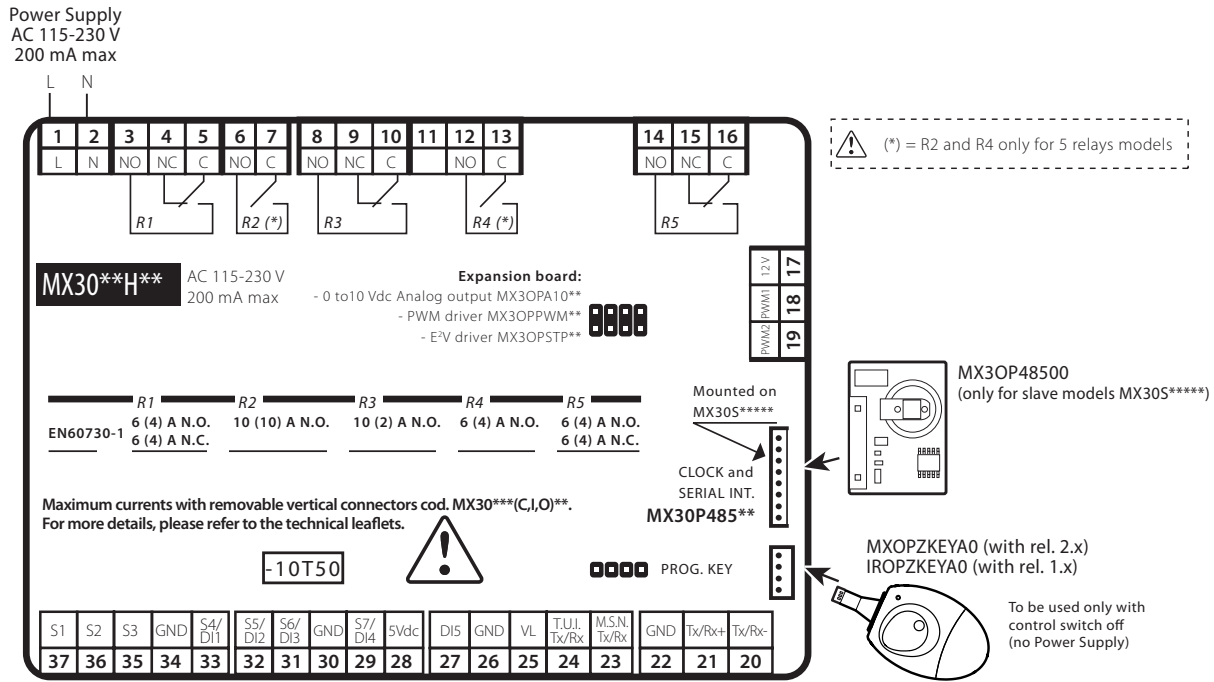 Power Supply
AC 115-230 V
200 mA max
L N
1 2 3 4 5 6 7 8 9 10 11 12 13 14 15 16
L N NO NC C NO C NO NC C NO C NO NC C
R1 R2 (*) R3 R4 (*) R5
(*) = R2 and R4 only for 5 relays models
MX30**H**
AC 115-230 V
200 mA max
Expansion board:
- 0 to10 Vdc Analog output MX3OPA10**
- PWM driver MX3OPPWM**
- E²V driver MX3OPSTP**
12 V 17
PWM1 18
PWM2 19
MX3OP48500
(only for slave models MX30S*****)
Mounted on
MX30S*****
R1 R2 R3 R4 R5
EN60730-1
6 (4) A N.O. 10 (10) A N.O. 10 (2) A N.O. 6 (4) A N.O. 6 (4) A N.O.
6 (4) A N.C. 6 (4) A N.C.
CLOCK and
SERIAL INT.
MX30P485**
Maximum currents with removable vertical connectors cod. MX30***(C,I,O)**.
For more details, please refer to the technical leaflets.
-10T50
PROG. KEY
MXOPZKEYA0 (with rel. 2.x)
IROPZKEYA0 (with rel. 1.x)
To be used only with
control switch off
(no Power Supply)
S1 S2 S3 GND S4/DI1 S5/DI2 S6/DI3 GND S7/DI4 5Vdc DI5 GND VL T.U.I. Tx/Rx M.S.N. Tx/Rx GND Tx/Rx+ Tx/Rx-
37 36 35 34 33 32 31 30 29 28 27 26 25 24 23 22 21 20